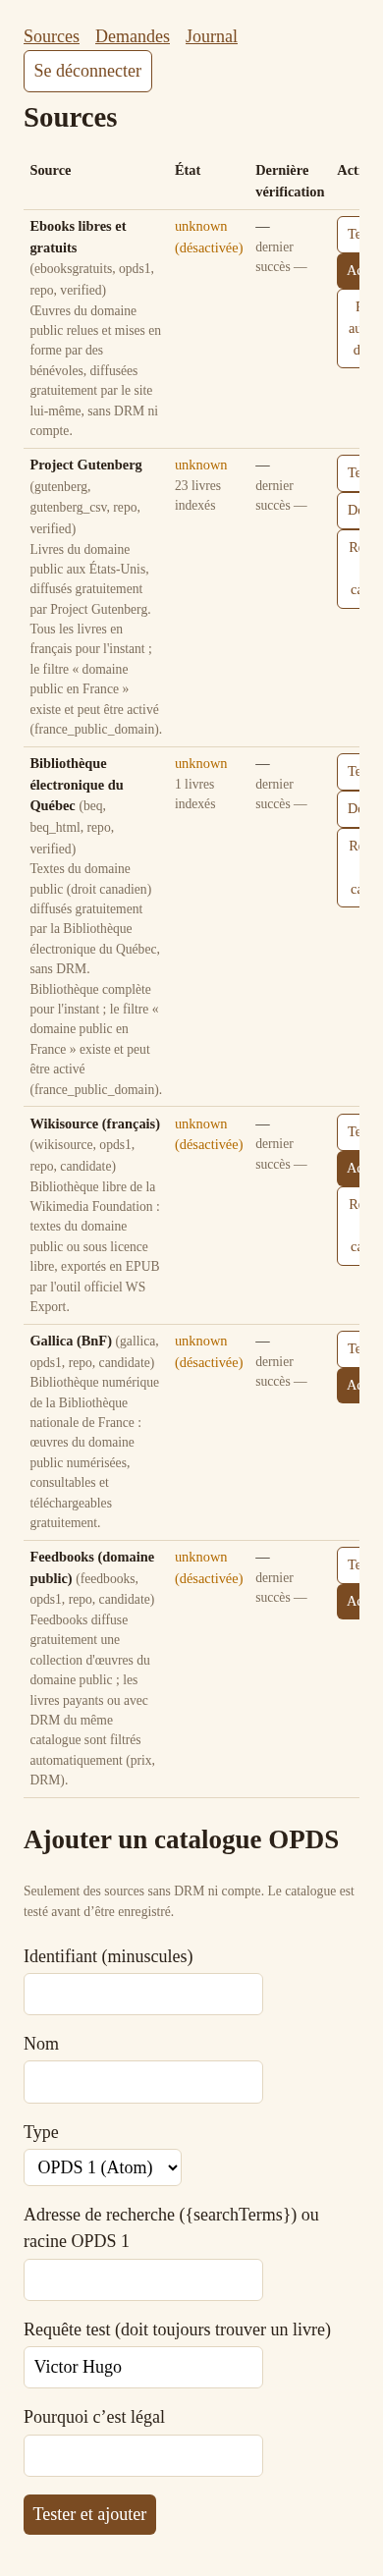 Sources Demandes Journal
Se déconnecter
Sources
Source État Dernière vérification
Ebooks libres et gratuits
(ebooksgratuits, opds1, repo, verified)
Œuvres du domaine
public relues et mises en
forme par des
bénévoles, diffusées
gratuitement par le site
lui-même, sans DRM ni
compte.
unknown
(désactivée)
—
dernier
succès —
Project Gutenberg
(gutenberg,
gutenberg_csv, repo,
verified)
Livres du domaine
public aux États-Unis,
diffusés gratuitement
par Project Gutenberg.
Tous les livres en
français pour l'instant ;
le filtre « domaine
public en France »
existe et peut être activé
(france_public_domain).
unknown
23 livres
indexés
—
dernier
succès —
Bibliothèque
électronique du
Québec (beq,
beq_html, repo,
verified)
Textes du domaine
public (droit canadien)
diffusés gratuitement
par la Bibliothèque
électronique du Québec,
sans DRM.
Bibliothèque complète
pour l'instant ; le filtre «
domaine public en
France » existe et peut
être activé
(france_public_domain).
unknown
1 livres
indexés
—
dernier
succès —
Wikisource (français)
(wikisource, opds1,
repo, candidate)
Bibliothèque libre de la
Wikimedia Foundation :
textes du domaine
public ou sous licence
libre, exportés en EPUB
par l'outil officiel WS
Export.
unknown
(désactivée)
—
dernier
succès —
Gallica (BnF) (gallica,
opds1, repo, candidate)
Bibliothèque numérique
de la Bibliothèque
nationale de France :
œuvres du domaine
public numérisées,
consultables et
téléchargeables
gratuitement.
unknown
(désactivée)
—
dernier
succès —
Feedbooks (domaine
public) (feedbooks,
opds1, repo, candidate)
Feedbooks diffuse
gratuitement une
collection d'œuvres du
domaine public ; les
livres payants ou avec
DRM du même
catalogue sont filtrés
automatiquement (prix,
DRM).
unknown
(désactivée)
—
dernier
succès —
Ajouter un catalogue OPDS
Seulement des sources sans DRM ni compte. Le catalogue est
testé avant d’être enregistré.
Identifiant (minuscules)
Nom
Type
OPDS 1 (Atom)
Adresse de recherche ({searchTerms}) ou
racine OPDS 1
Requête test (doit toujours trouver un livre)
Victor Hugo
Pourquoi c’est légal
Tester et ajouter